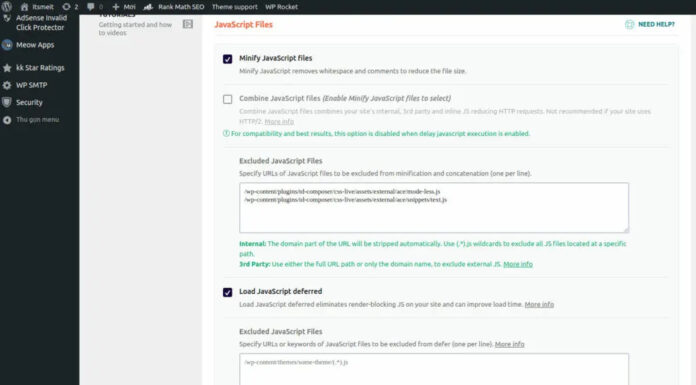 Itsmeit 2 0 + Mới Rank Math SEO Theme support WP Rocket
AdSense Invalid
Click Protector
Meow Apps
kk Star Ratings
WP SMTP
Security
Thu gọn menu
TUTORIALS
Getting started and how
to videos
JavaScript Files
NEED HELP?
Minify JavaScript files
Minify JavaScript removes whitespace and comments to reduce the file size.
Combine JavaScript files (Enable Minify JavaScript files to select)
Combine JavaScript files combines your site's internal, 3rd party and inline JS reducing HTTP requests. Not recommended if your site uses
HTTP/2. More info
For compatibility and best results, this option is disabled when delay javascript execution is enabled.
Excluded JavaScript Files
Specify URLs of JavaScript files to be excluded from minification and concatenation (one per line).
/wp-content/plugins/id-composer/css-live/assets/external/ace/mode-less.js
/wp-content/plugins/id-composer/css-live/assets/external/ace/snippets/text.js
Internal: The domain part of the URL will be stripped automatically. Use (.*).js wildcards to exclude all JS files located at a specific
path.
3rd Party: Use either the full URL path or only the domain name, to exclude external JS. More info
Load JavaScript deferred
Load JavaScript deferred eliminates render-blocking JS on your site and can improve load time. More info
Excluded JavaScript Files
Specify URLs or keywords of JavaScript files to be excluded from defer (one per line). More info
/wp-content/themes/some-theme/(.*).js